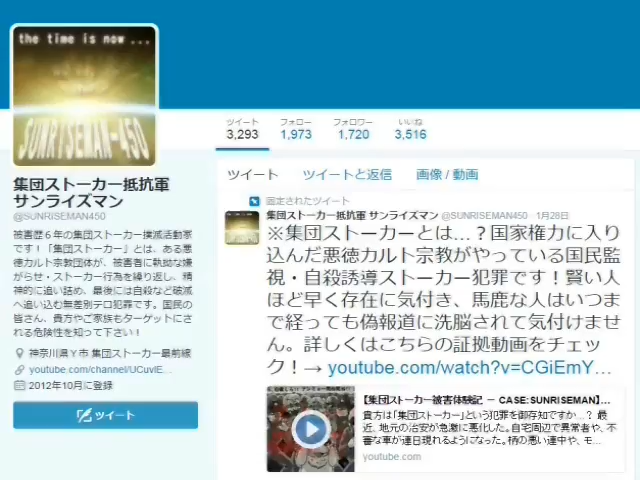 the time is now ...
SUNRISEMAN-450
ツイート
3,293
フォロー
1,973
フォロワー
1,720
いいね
3,516
集団ストーカー抵抗軍
サンライズマン
@SUNRISEMAN450
被害歴６年の集団ストーカー撲滅活動家
です！「集団ストーカー」とは、ある悪
徳カルト宗教団体が、被害者に執拗な嫌
がらせ・ストーカー行為を繰り返し、精
神的に追い詰め、最後には自殺などの破滅
へ追い込む無差別テロ犯罪です。国民の
皆さん、貴方やご家族もターゲットにさ
れる危険性を知って下さい！
神奈川県Ｙ市 集団ストーカー最前線
youtube.com/channel/UCuvIE...
2012年10月に登録
ツイート
ツイート
ツイートと返信
画像 / 動画
固定されたツイート
集団ストーカー抵抗軍 サンライズマン @SUNRISEMAN450 · 1月28日
※集団ストーカーとは...？国家権力に入り
込んだ悪徳カルト宗教がやっている国民監
視・自殺誘導ストーカー犯罪です！賢い人
ほど早く存在に気付き、馬鹿な人はいつま
で経っても偽報道に洗脳されて気付けませ
ん。詳しくはこちらの証拠動画をチェッ
ク！→ youtube.com/watch?v=CGiEmY...
【集団ストーカー被害体験記 － CASE:SUNRISEMAN】...
貴方は「集団ストーカー」という犯罪を御存知ですか...？ 最
近、地元の治安が急激に悪化した。自宅周辺で異常者や、不
審な車が連日現れるようになった。柄の悪い連中や、モ...
youtube.com